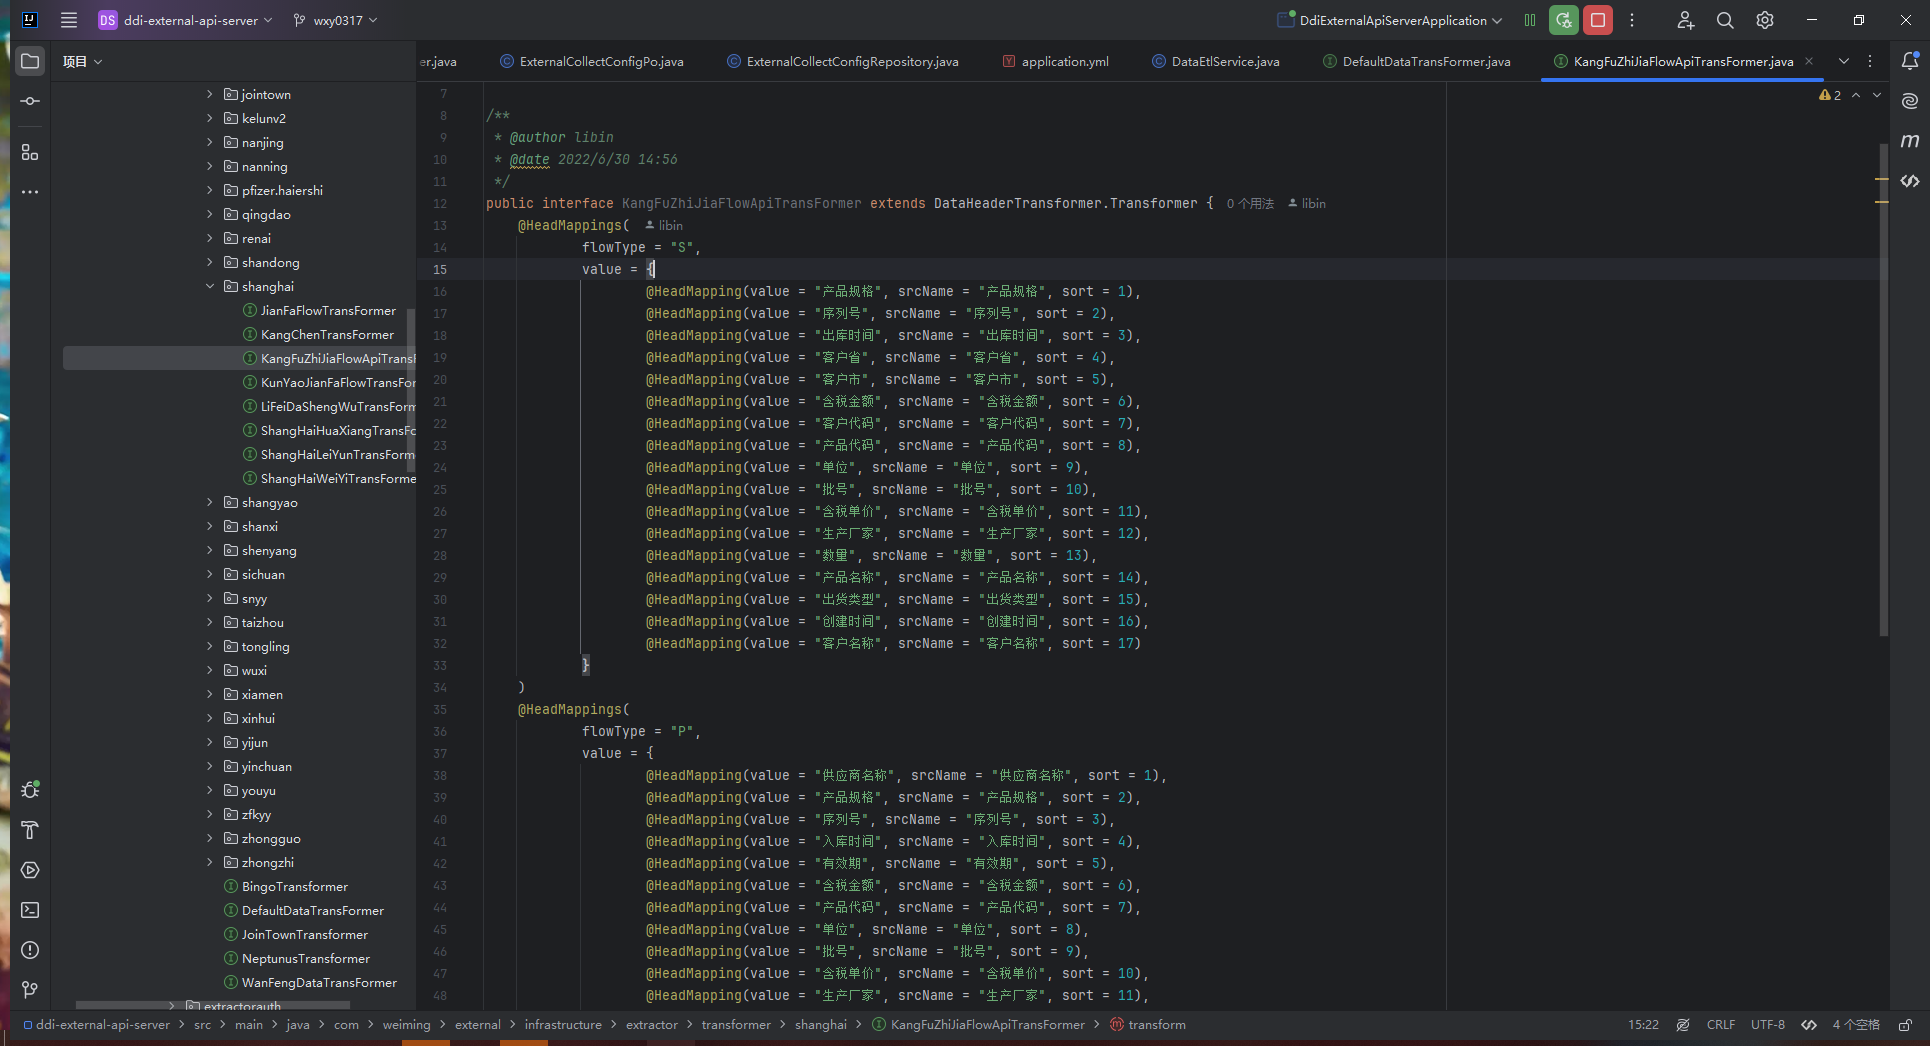 DS ddi-external-api-server
wxy0317
DdiExternalApiServerApplication
项目
er.java
ExternalCollectConfigPo.java
ExternalCollectConfigRepository.java
application.yml
DataEtlService.java
DefaultDataTransFormer.java
KangFuZhiJiaFlowApiTransFormer.java
jointown
kelunv2
nanjing
nanning
pfizer.haiershi
qingdao
renai
shandong
shanghai
JianFaFlowTransFormer
KangChenTransFormer
KangFuZhiJiaFlowApiTransF
KunYaoJianFaFlowTransFor
LiFeiDaShengWuTransForm
ShangHaiHuaXiangTransFo
ShangHaiLeiYunTransForm
ShangHaiWeiYiTransForme
shangyao
shanxi
shenyang
sichuan
snyy
taizhou
tongling
wuxi
xiamen
xinhui
yijun
yinchuan
youyu
zfkyy
zhongguo
zhongzhi
BingoTransformer
DefaultDataTransFormer
JoinTownTransformer
NeptunusTransformer
WanFengDataTransFormer
extractorauth
2
7
8 /**
9 * @author libin
10 * @date 2022/6/30 14:56
11 */
12 public interface KangFuZhiJiaFlowApiTransFormer extends DataHeaderTransformer.Transformer { 0 个用法 libin
13 @HeadMappings( libin
14 flowType = "S",
15 value = {
16 @HeadMapping(value = "产品规格", srcName = "产品规格", sort = 1),
17 @HeadMapping(value = "序列号", srcName = "序列号", sort = 2),
18 @HeadMapping(value = "出库时间", srcName = "出库时间", sort = 3),
19 @HeadMapping(value = "客户省", srcName = "客户省", sort = 4),
20 @HeadMapping(value = "客户市", srcName = "客户市", sort = 5),
21 @HeadMapping(value = "含税金额", srcName = "含税金额", sort = 6),
22 @HeadMapping(value = "客户代码", srcName = "客户代码", sort = 7),
23 @HeadMapping(value = "产品代码", srcName = "产品代码", sort = 8),
24 @HeadMapping(value = "单位", srcName = "单位", sort = 9),
25 @HeadMapping(value = "批号", srcName = "批号", sort = 10),
26 @HeadMapping(value = "含税单价", srcName = "含税单价", sort = 11),
27 @HeadMapping(value = "生产厂家", srcName = "生产厂家", sort = 12),
28 @HeadMapping(value = "数量", srcName = "数量", sort = 13),
29 @HeadMapping(value = "产品名称", srcName = "产品名称", sort = 14),
30 @HeadMapping(value = "出货类型", srcName = "出货类型", sort = 15),
31 @HeadMapping(value = "创建时间", srcName = "创建时间", sort = 16),
32 @HeadMapping(value = "客户名称", srcName = "客户名称", sort = 17)
33 }
34 )
35 @HeadMappings(
36 flowType = "P",
37 value = {
38 @HeadMapping(value = "供应商名称", srcName = "供应商名称", sort = 1),
39 @HeadMapping(value = "产品规格", srcName = "产品规格", sort = 2),
40 @HeadMapping(value = "序列号", srcName = "序列号", sort = 3),
41 @HeadMapping(value = "入库时间", srcName = "入库时间", sort = 4),
42 @HeadMapping(value = "有效期", srcName = "有效期", sort = 5),
43 @HeadMapping(value = "含税金额", srcName = "含税金额", sort = 6),
44 @HeadMapping(value = "产品代码", srcName = "产品代码", sort = 7),
45 @HeadMapping(value = "单位", srcName = "单位", sort = 8),
46 @HeadMapping(value = "批号", srcName = "批号", sort = 9),
47 @HeadMapping(value = "含税单价", srcName = "含税单价", sort = 10),
48 @HeadMapping(value = "生产厂家", srcName = "生产厂家", sort = 11),
ddi-external-api-server > src > main > java > com > weiming > external > infrastructure > extractor > transformer > shanghai > KangFuZhiJiaFlowApiTransFormer > transform
15:22 CRLF UTF-8 4 个空格